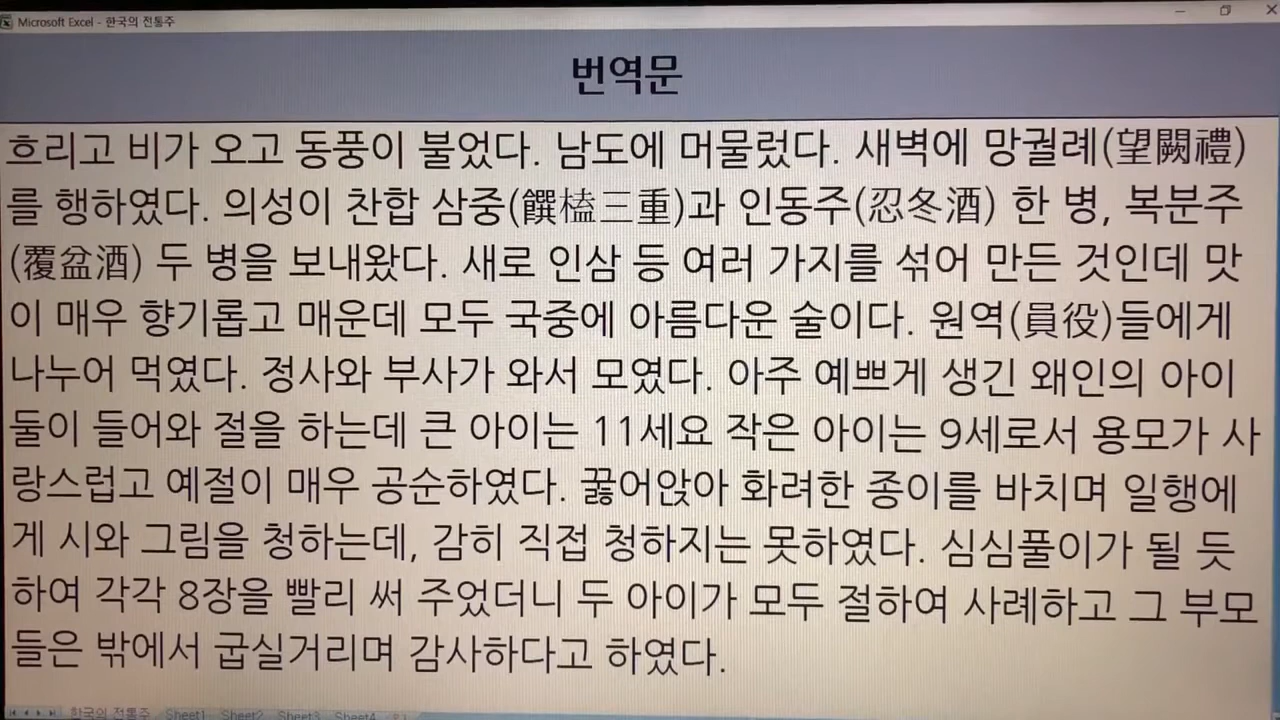 Microsoft Excel - 한국의 전통주
번역문
흐리고 비가 오고 동풍이 불었다. 남도에 머물렀다. 새벽에 망궐례(望闕禮)
를 행하였다. 의성이 찬합 삼중(饌榼三重)과 인동주(忍冬酒) 한 병, 복분주
(覆盆酒) 두 병을 보내왔다. 새로 인삼 등 여러 가지를 섞어 만든 것인데 맛
이 매우 향기롭고 매운데 모두 국중에 아름다운 술이다. 원역(員役)들에게
나누어 먹였다. 정사와 부사가 와서 모였다. 아주 예쁘게 생긴 왜인의 아이
둘이 들어와 절을 하는데 큰 아이는 11세요 작은 아이는 9세로서 용모가 사
랑스럽고 예절이 매우 공순하였다. 꿇어앉아 화려한 종이를 바치며 일행에
게 시와 그림을 청하는데, 감히 직접 청하지는 못하였다. 심심풀이가 될 듯
하여 각각 8장을 빨리 써 주었더니 두 아이가 모두 절하여 사례하고 그 부모
들은 밖에서 굽실거리며 감사하다고 하였다.
한국의 전통주 Sheet1 Sheet2 Sheet3 Sheet4